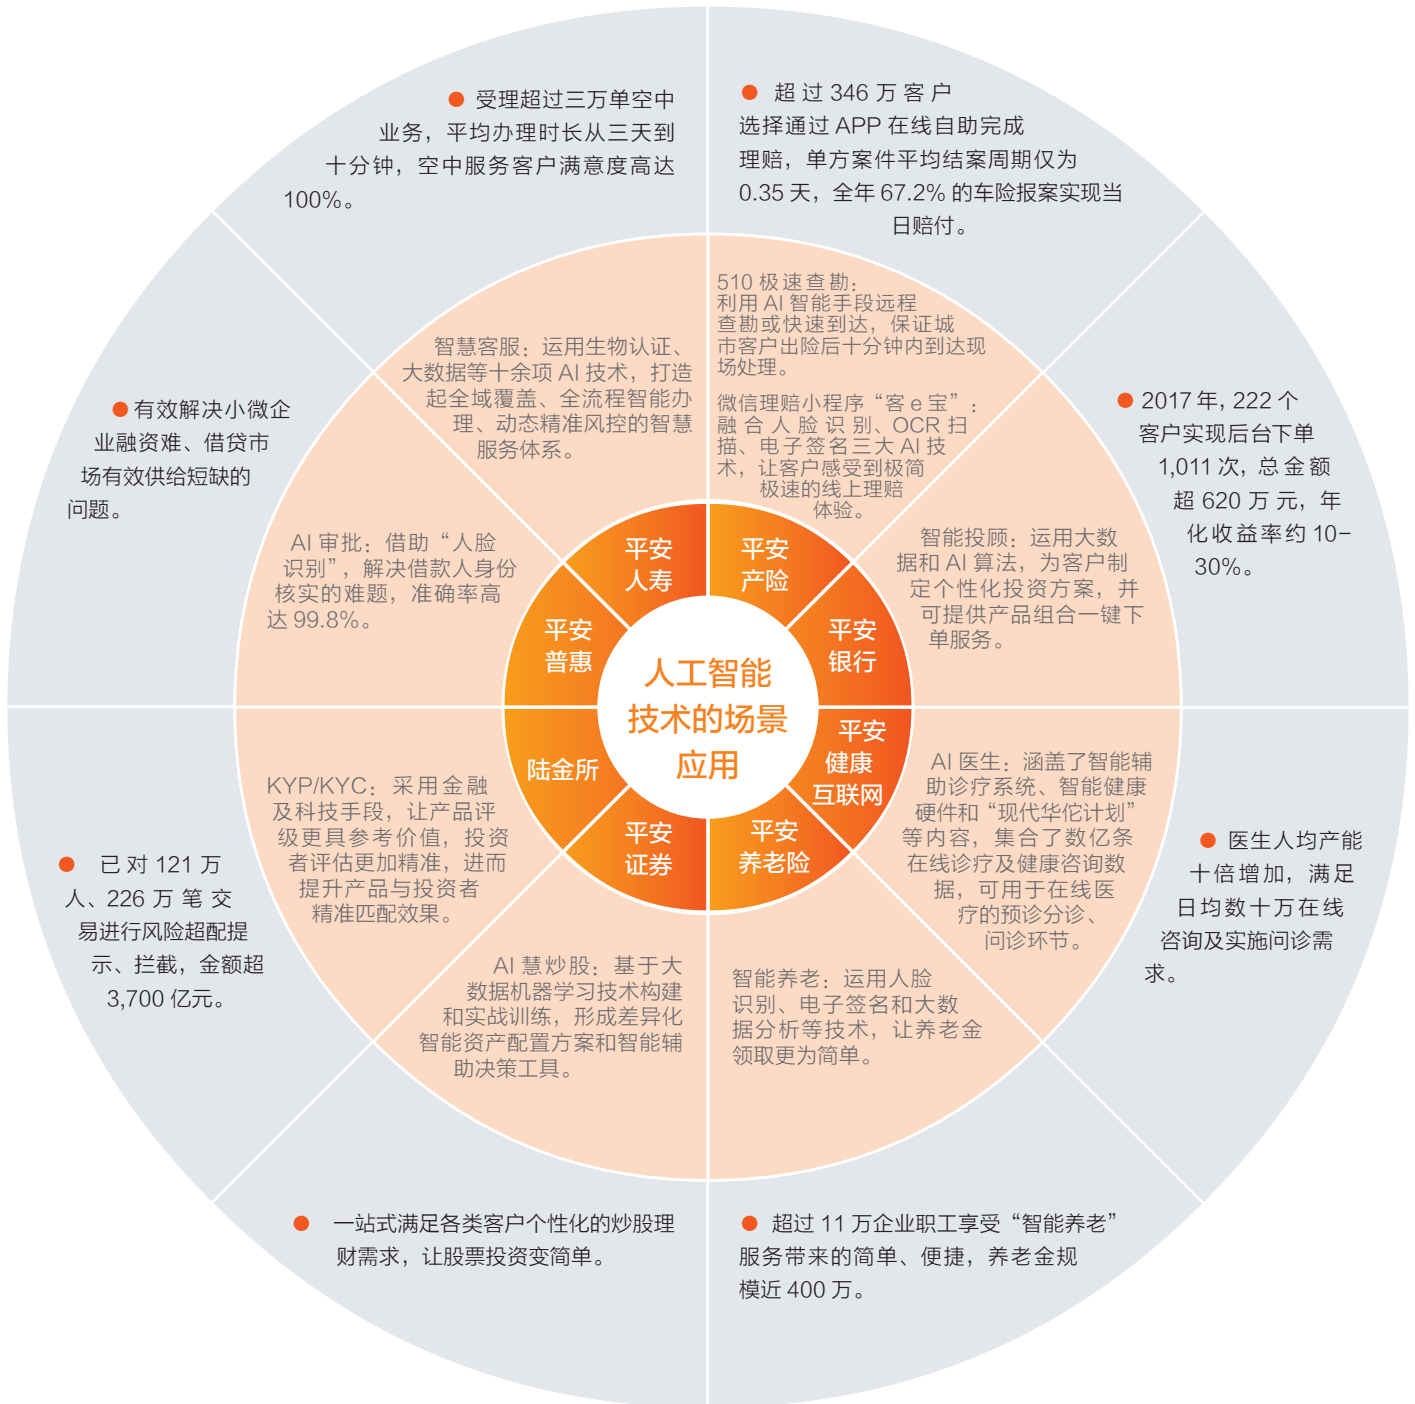 人工智能
技术的场景
应用
平安
产险
510 极速查勘：
利用 AI 智能手段远程
查勘或快速到达，保证城
市客户出险后十分钟内到达现
场处理。
微信理赔小程序“客 e 宝”：
融合人脸识别、OCR 扫
描、电子签名三大 AI 技
术，让客户感受到极简
极速的线上理赔
体验。
● 超过 346 万客户
选择通过 APP 在线自助完成
理赔，单方案件平均结案周期仅为
0.35 天，全年 67.2% 的车险报案实现当
日赔付。
平安
银行
智能投顾：运用大数
据和 AI 算法，为客户制
定个性化投资方案，并
可提供产品组合一键下
单服务。
● 2017 年，222 个
客户实现后台下单
1,011 次，总金额
超 620 万元，年
化收益率约 10–
30%。
平安
健康
互联网
AI 医生：涵盖了智能辅
助诊疗系统、智能健康
硬件和“现代华佗计划”
等内容，集合了数亿条
在线诊疗及健康咨询数
据，可用于在线医
疗的预诊分诊、
问诊环节。
● 医生人均产能
十倍增加，满足
日均数十万在线
咨询及实施问诊需
求。
平安
养老险
智能养老：运用人脸
识别、电子签名和大数
据分析等技术，让养老金
领取更为简单。
● 超过 11 万企业职工享受“智能养老”
服务带来的简单、便捷，养老金规
模近 400 万。
平安
证券
AI 慧炒股：基于大
数据机器学习技术构建
和实战训练，形成差异化
智能资产配置方案和智能辅
助决策工具。
● 一站式满足各类客户个性化的炒股理
财需求，让股票投资变简单。
陆金所
KYP/KYC：采用金融
及科技手段，让产品评
级更具参考价值，投资
者评估更加精准，进而
提升产品与投资者
精准匹配效果。
● 已对 121 万
人、226 万笔交
易进行风险超配提
示、拦截，金额超
3,700 亿元。
平安
普惠
AI 审批：借助“人脸
识别”，解决借款人身份
核实的难题，准确率高
达 99.8%。
● 有效解决小微企
业融资难、借贷市
场有效供给短缺的
问题。
平安
人寿
智慧客服：运用生物认证、
大数据等十余项 AI 技术，打造
起全域覆盖、全流程智能办
理、动态精准风控的智慧
服务体系。
● 受理超过三万单空中
业务，平均办理时长从三天到
十分钟，空中服务客户满意度高达
100%。